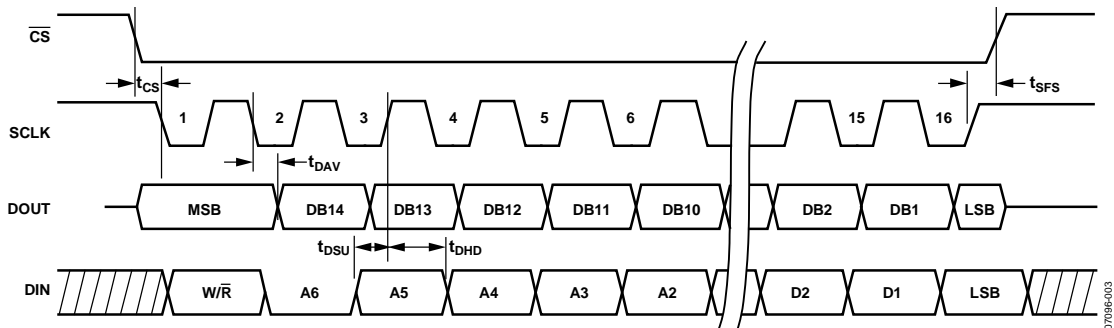 C̅S̅
tCS
tSFS
SCLK
1 2 3 4 5 6 15 16
tDAV
DOUT
MSB DB14 DB13 DB12 DB11 DB10 DB2 DB1 LSB
tDSU tDHD
DIN
W/R̅ A6 A5 A4 A3 A2 D2 D1 LSB
07096-003